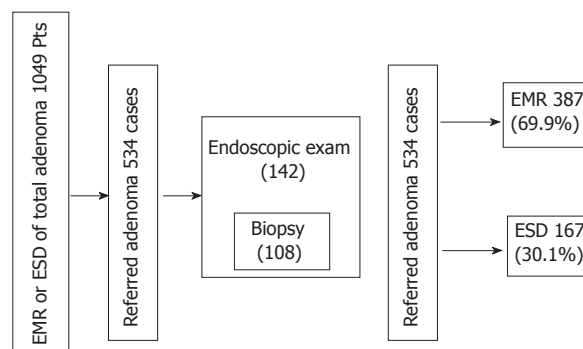 EMR or ESD of total adenoma 1049 Pts
Referred adenoma 534 cases
Endoscopic exam
(142)
Biopsy
(108)
Referred adenoma 534 cases
EMR 387
(69.9%)
ESD 167
(30.1%)